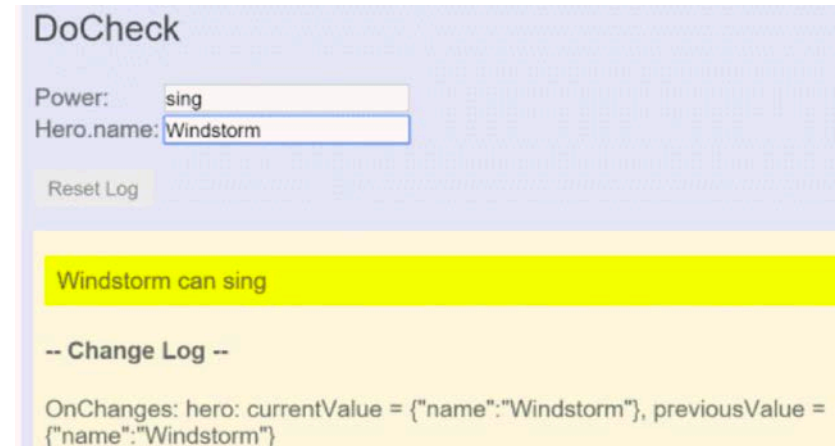 DoCheck
Power: sing
Hero.name: Windstorm
Reset Log
Windstorm can sing
-- Change Log --
OnChanges: hero: currentValue = {"name":"Windstorm"}, previousValue =
{"name":"Windstorm"}